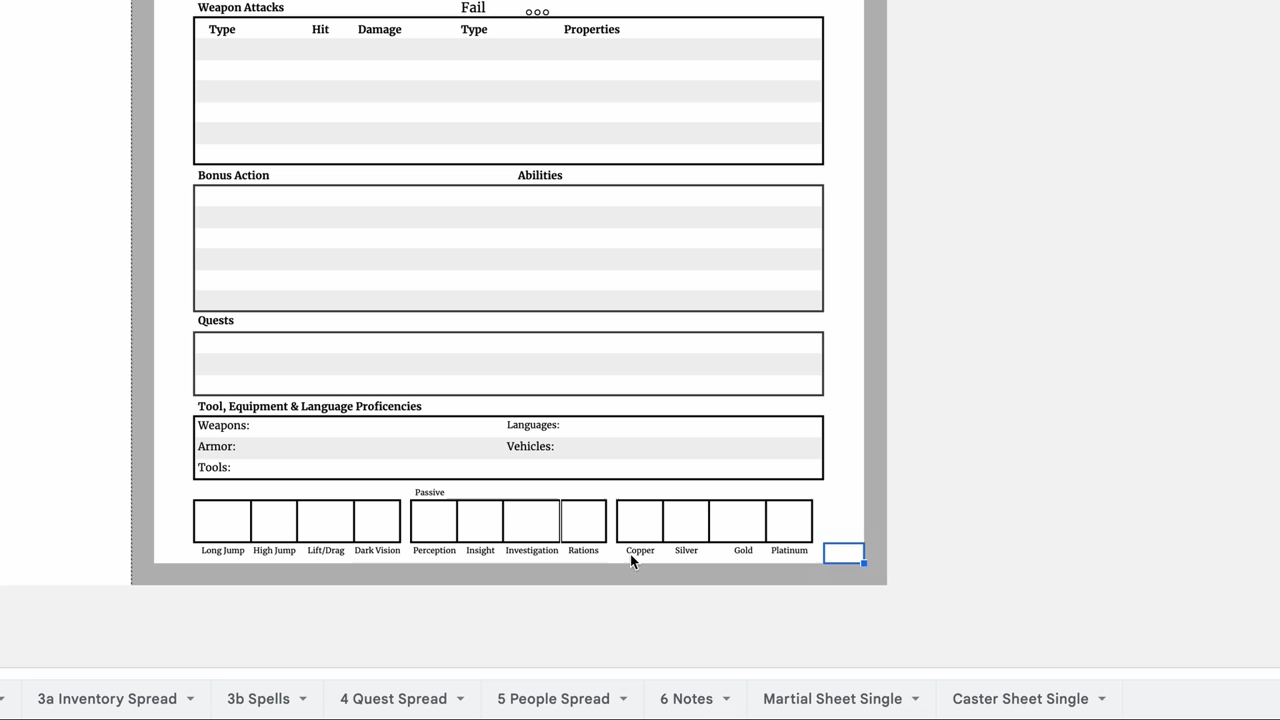 Weapon Attacks Fail
Type Hit Damage Type Properties
Bonus Action Abilities
Quests
Tool, Equipment & Language Proficencies
Weapons: Languages:
Armor: Vehicles:
Tools:
Passive
Long Jump High Jump Lift/Drag Dark Vision Perception Insight Investigation Rations Copper Silver Gold Platinum
3a Inventory Spread 3b Spells 4 Quest Spread 5 People Spread 6 Notes Martial Sheet Single Caster Sheet Single